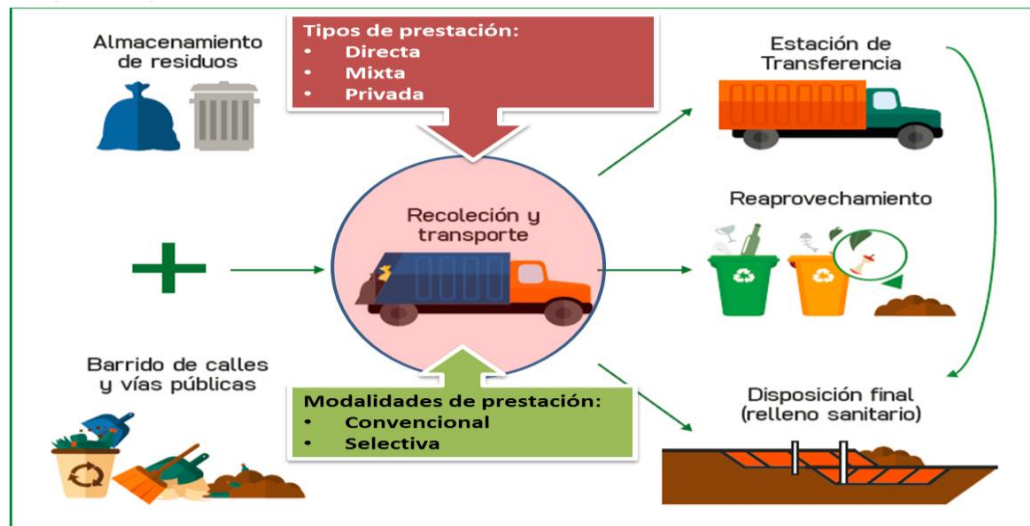 Almacenamiento
de residuos
Tipos de prestación:
• Directa
• Mixta
• Privada
Estación de
Transferencia
Recoleción y
transporte
Reaprovechamiento
Barrido de calles
y vías públicas
Modalidades de prestación:
• Convencional
• Selectiva
Disposición final
(relleno sanitario)